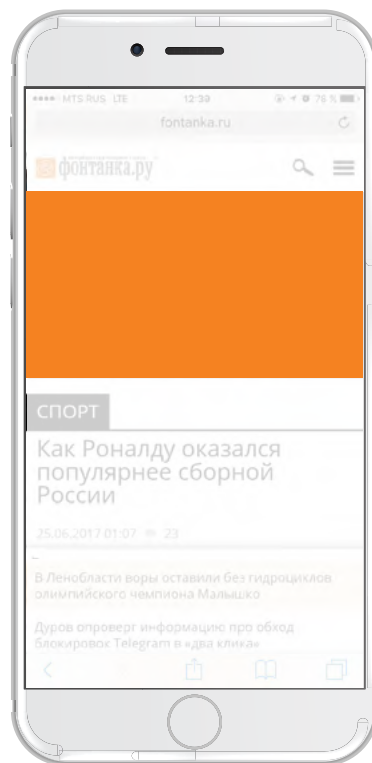 MTS RUS LTE 12:39 76 %
fontanka.ru
фонтанка.ру
СПОРТ
Как Роналду оказался
популярнее сборной
России
25.06.2017 01:07 23
В Ленобласти воры оставили без гидроциклов
олимпийского чемпиона Малышко
Дуров опроверг информацию про обход
блокировок Telegram в «два клика»